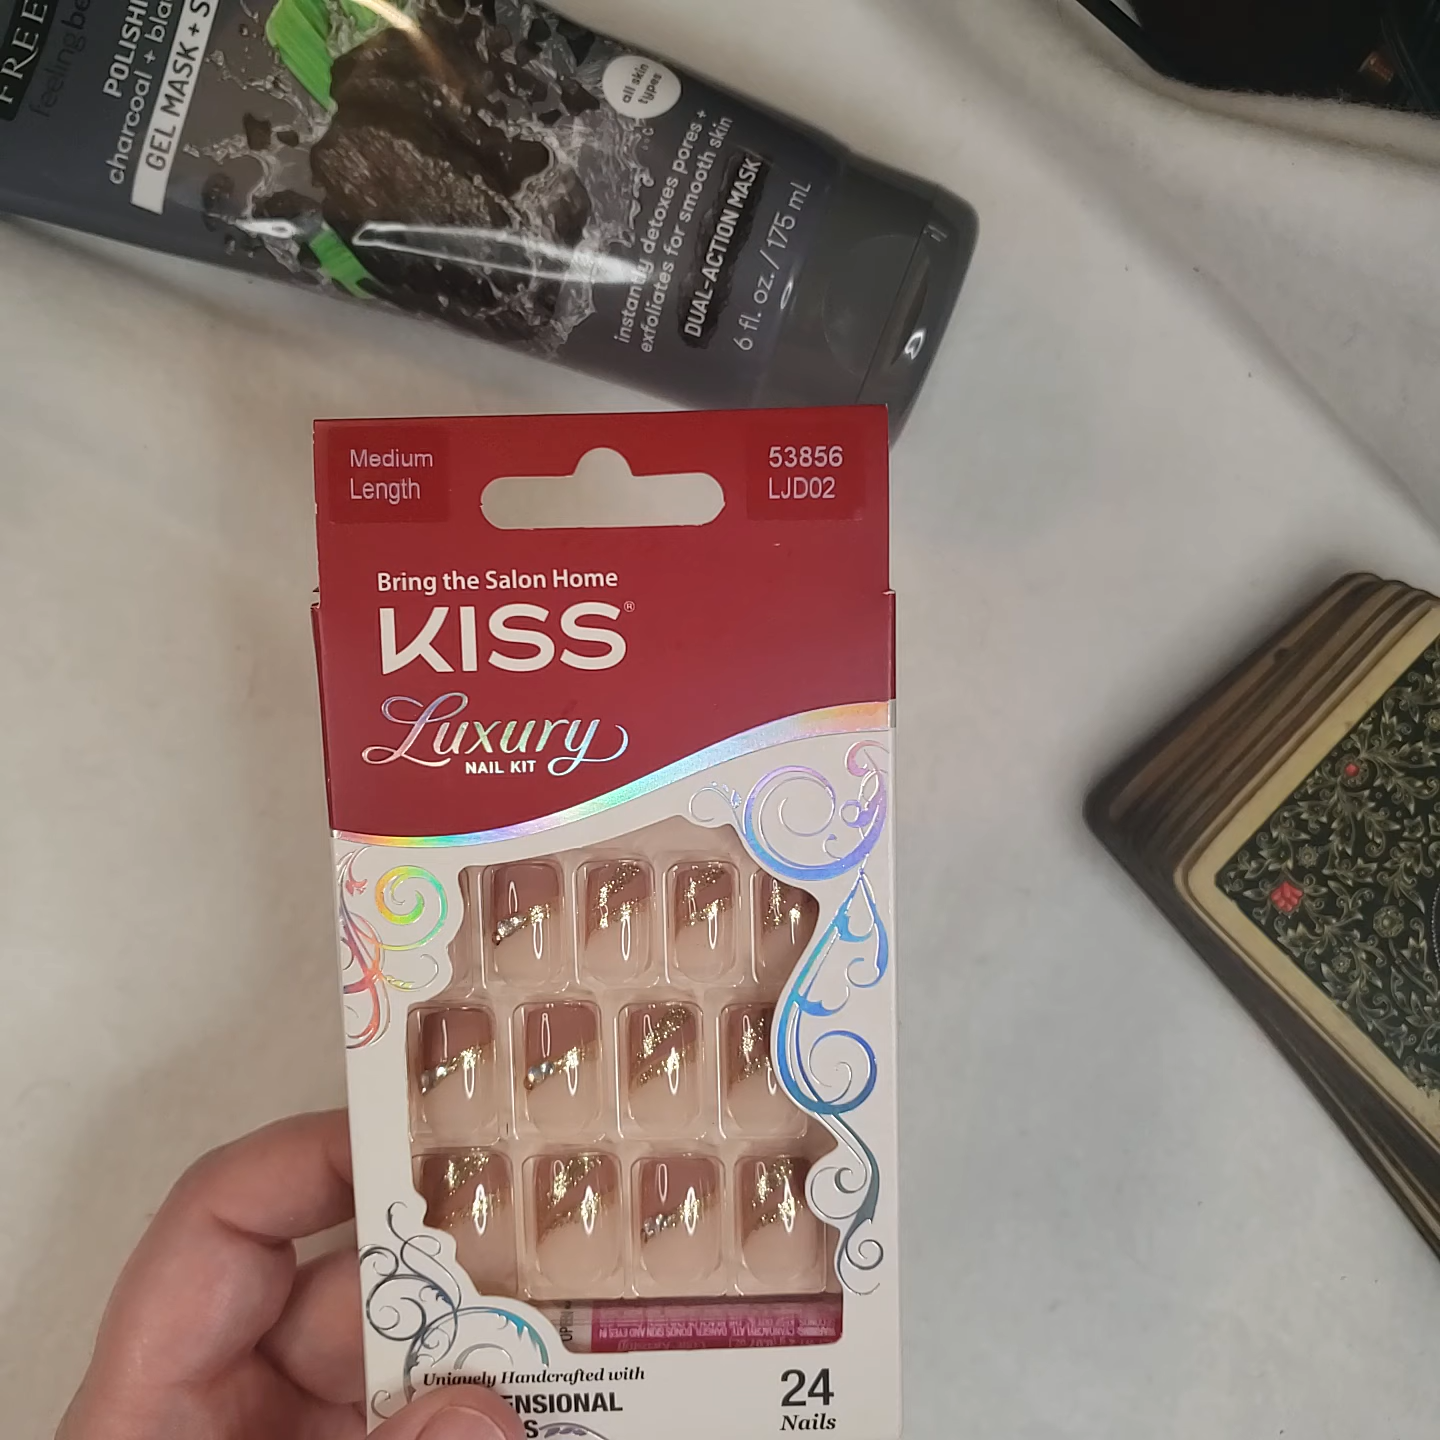 FREE
feeling be
POLISHI
charcoal + bla
GEL MASK + S
all skin
types
instantly detoxes pores +
exfoliates for smooth skin
DUAL-ACTION MASK
6 fl. oz. / 175 mL
Medium
Length
53856
LJD02
Bring the Salon Home
KISS®
Luxury
NAIL KIT
Uniquely Handcrafted with
ENSIONAL
S
24
Nails